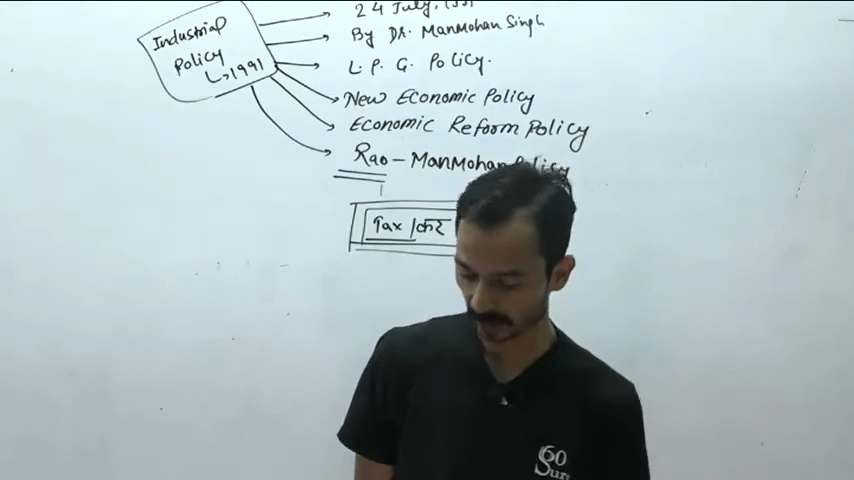 Industrial
Policy
↳1991
24 July,
By Dr. Manmohan Singh
L. P. G. Policy.
New Economic Policy
Economic Reform Policy
Rao - Manmohan Policy
Tax / कर
60